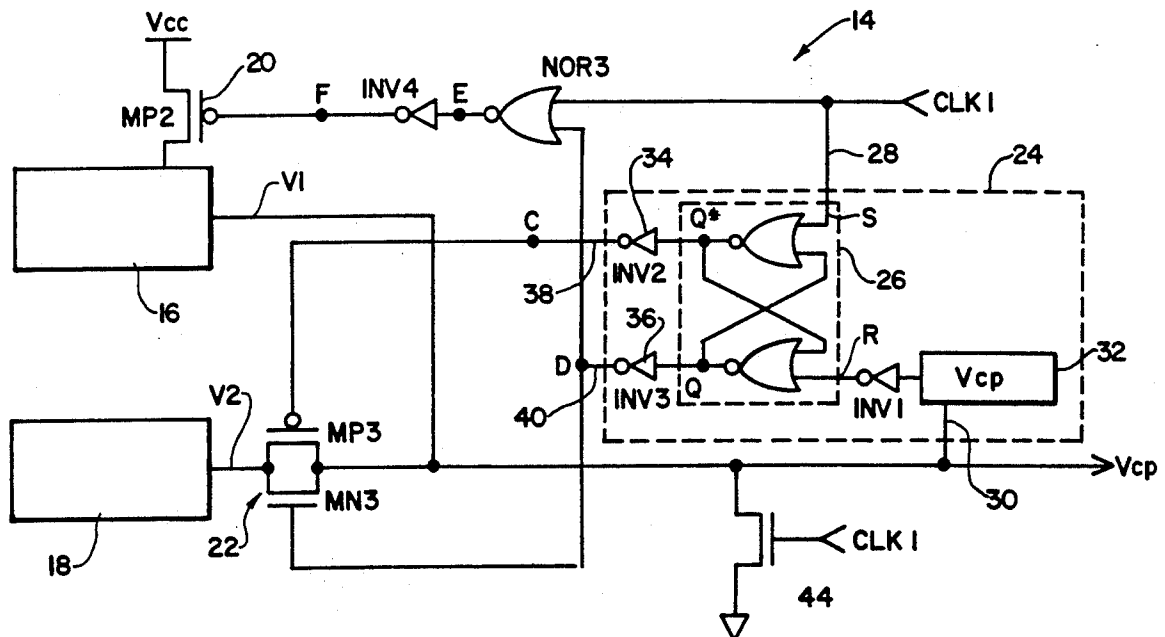 14
Vcc
20
NOR3
INV4
F
E
MP2
CLK1
28
24
34
V1
C
Q*
S
26
INV2
38
16
36
R
32
D
Vcp
Q
INV3
INV1
40
V2
MP3
Vcp
30
MN3
22
CLK1
18
44